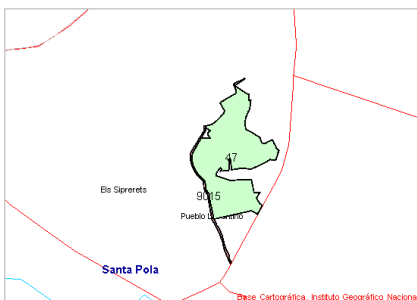 47
Els Siprerets
9015
Pueblo L
Santa Pola
Base Cartográfica, Instituto Geográfico Naciona